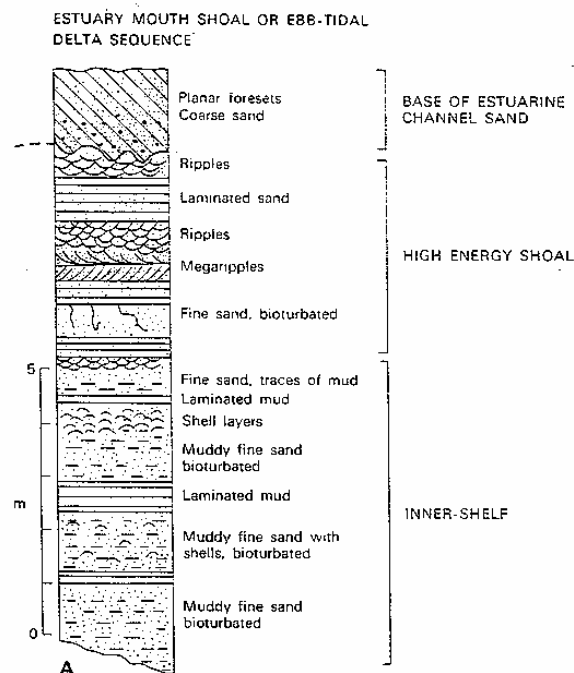 ESTUARY MOUTH SHOAL OR EBB-TIDAL
DELTA SEQUENCE
Planar foresets
Coarse sand
BASE OF ESTUARINE
CHANNEL SAND
Ripples
Laminated sand
Ripples
HIGH ENERGY SHOAL
Megaripples
Fine sand, bioturbated
5
Fine sand, traces of mud
Laminated mud
Shell layers
Muddy fine sand
bioturbated
Laminated mud
m
INNER-SHELF
Muddy fine sand with
shells, bioturbated
Muddy fine sand
bioturbated
0
A